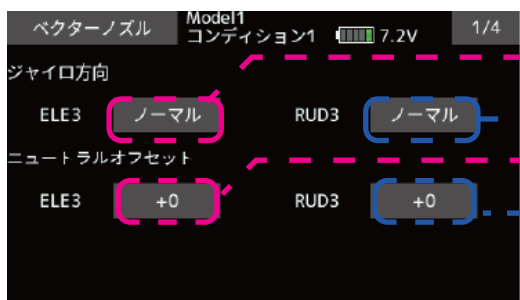 ベクターノズル Model1 1/4
コンディション1 7.2V
ジャイロ方向
ELE3 ノーマル RUD3 ノーマル
ニュートラルオフセット
ELE3 +0 RUD3 +0